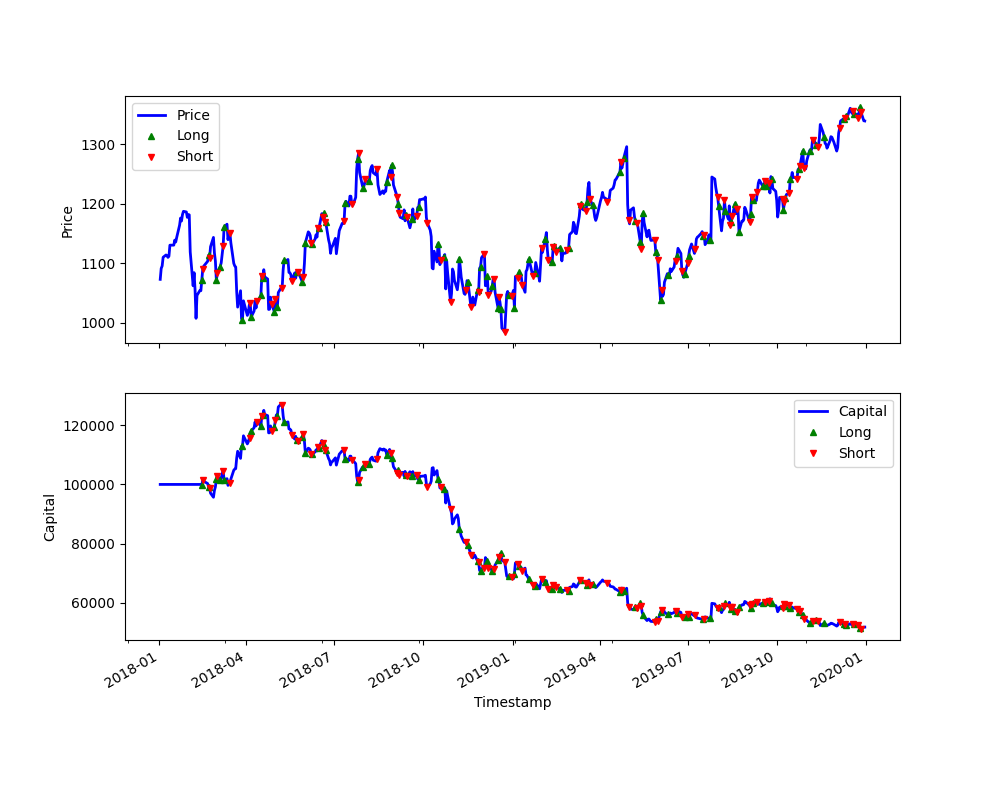 Price
Long
Short
1300
1200
1100
1000
Price
Capital
Long
Short
120000
100000
80000
60000
Capital
2018-01
2018-04
2018-07
2018-10
2019-01
2019-04
2019-07
2019-10
2020-01
Timestamp